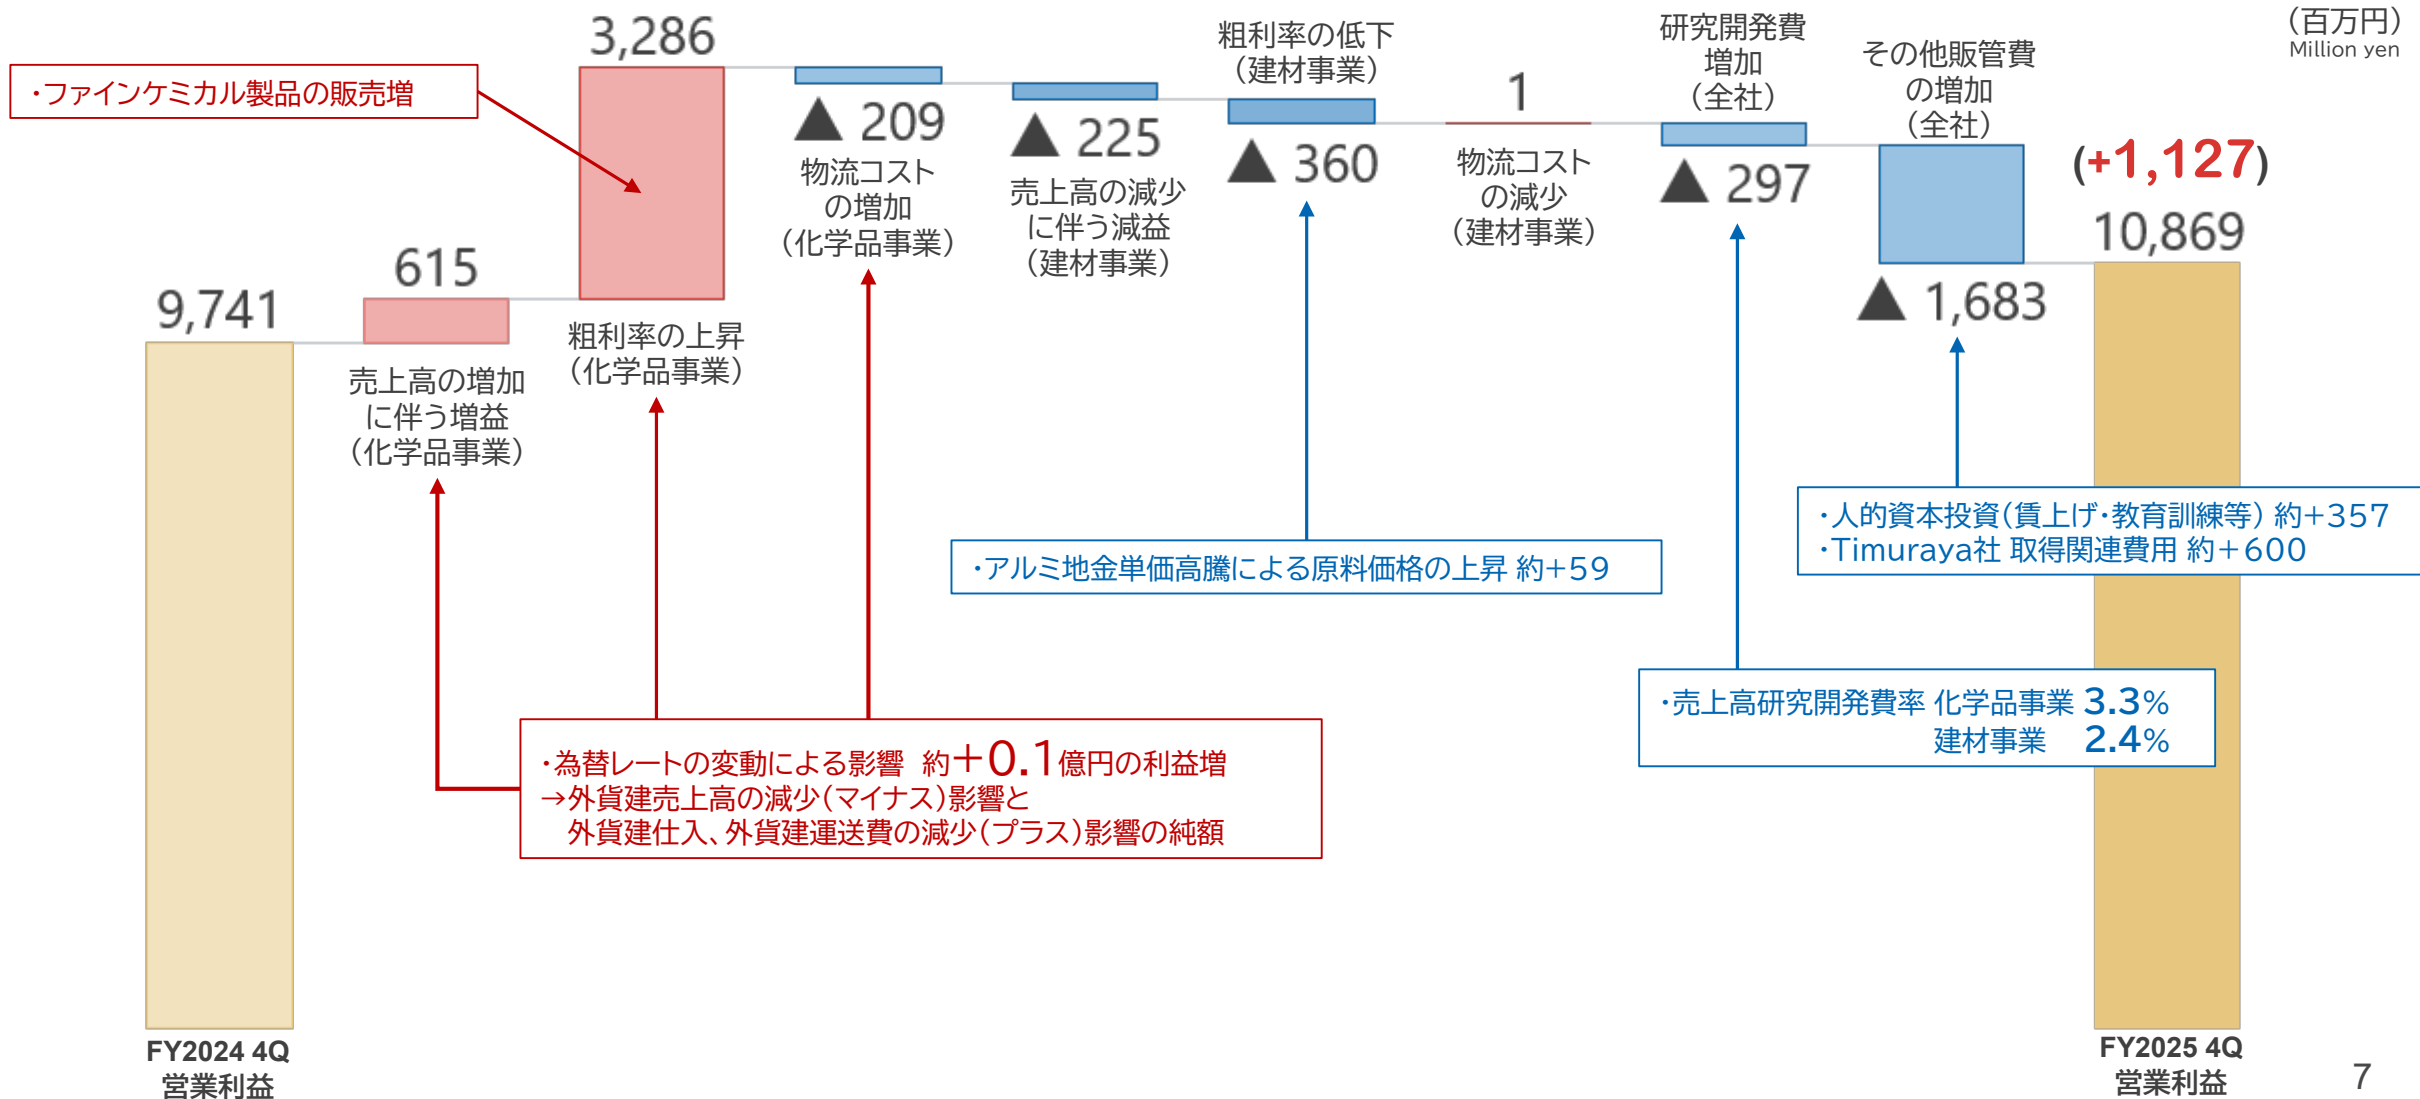 （百万円）
Million yen
・ファインケミカル製品の販売増
9,741
615
売上高の増加
に伴う増益
（化学品事業）
3,286
粗利率の上昇
（化学品事業）
▲ 209
物流コスト
の増加
（化学品事業）
▲ 225
売上高の減少
に伴う減益
（建材事業）
粗利率の低下
（建材事業）
▲ 360
1
物流コスト
の減少
（建材事業）
研究開発費
増加
（全社）
▲ 297
その他販管費
の増加
（全社）
▲ 1,683
(+1,127)
10,869
・人的資本投資（賃上げ・教育訓練等） 約＋357
・Timuraya社 取得関連費用 約＋600
・アルミ地金単価高騰による原料価格の上昇 約＋59
・売上高研究開発費率 化学品事業 3.3%
建材事業 2.4%
・為替レートの変動による影響 約＋0.1億円の利益増
→外貨建売上高の減少（マイナス）影響と
外貨建仕入、外貨建運送費の減少（プラス）影響の純額
FY2024 4Q
営業利益
FY2025 4Q
営業利益
7